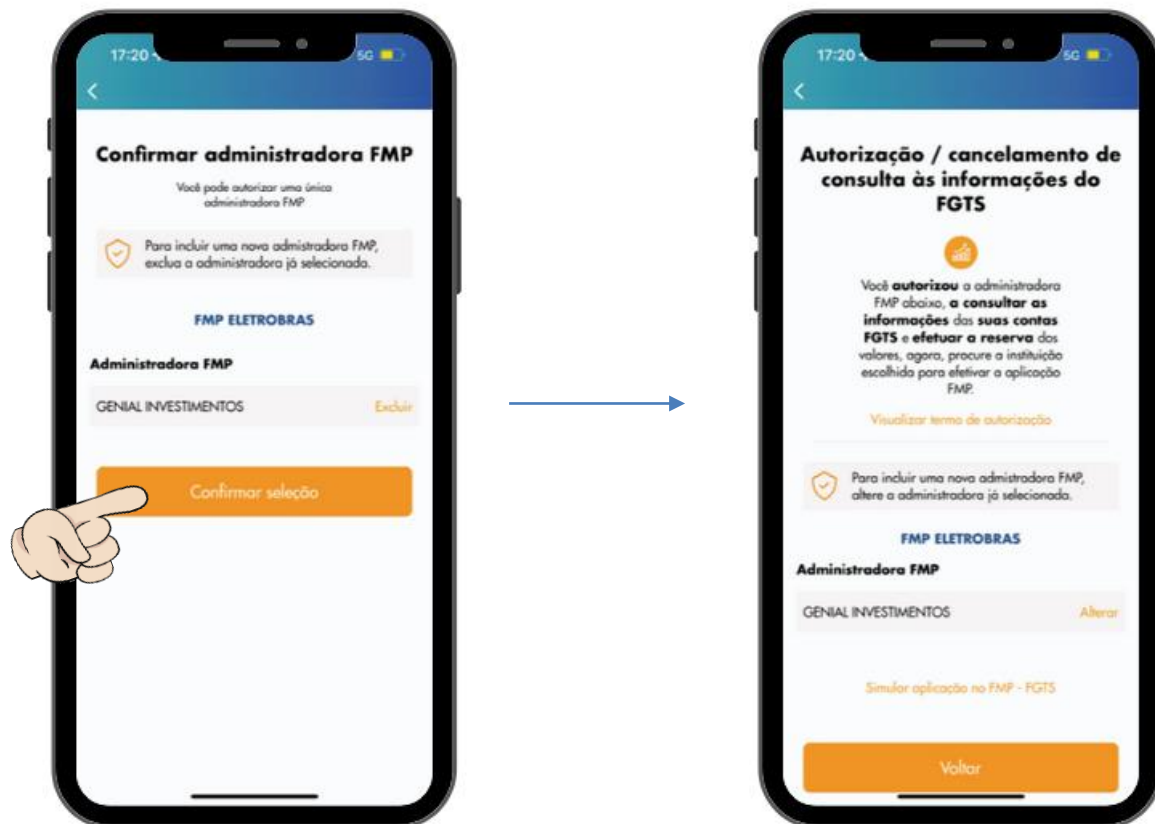 17:20
5G
Confirmar administradora FMP
Você pode autorizar uma única
administradora FMP
Para incluir uma nova admistradora FMP,
exclua a administradora já selecionada.
FMP ELETROBRAS
Administradora FMP
GENIAL INVESTIMENTOS Excluir
Confirmar seleção
17:20
5G
Autorização / cancelamento de
consulta às informações do
FGTS
Você autorizou a administradora
FMP abaixo, a consultar as
informações das suas contas
FGTS e efetuar a reserva dos
valores, agora, procure a instituição
escolhida para efetivar a aplicação
FMP.
Visualizar termo de autorização
Para incluir uma nova admistradora FMP,
altere a administradora já selecionada.
FMP ELETROBRAS
Administradora FMP
GENIAL INVESTIMENTOS Alterar
Simular aplicação no FMP - FGTS
Voltar